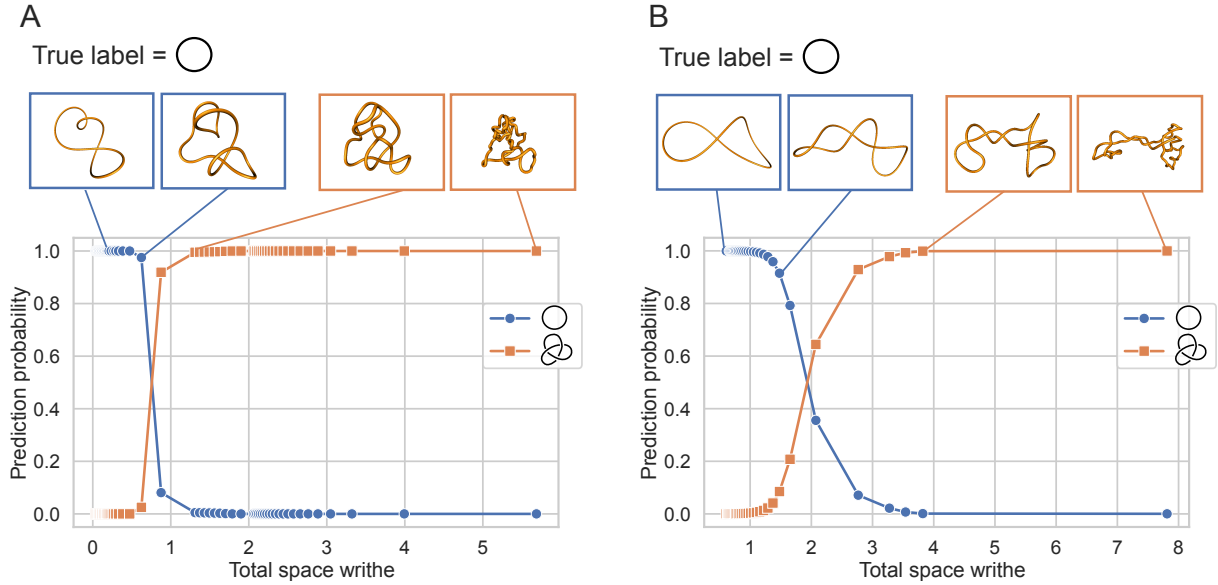 A
True label =
1.0
0.8
0.6
0.4
0.2
0.0
Prediction probability
0 1 2 3 4 5
Total space writhe
B
True label =
1.0
0.8
0.6
0.4
0.2
0.0
Prediction probability
1 2 3 4 5 6 7 8
Total space writhe